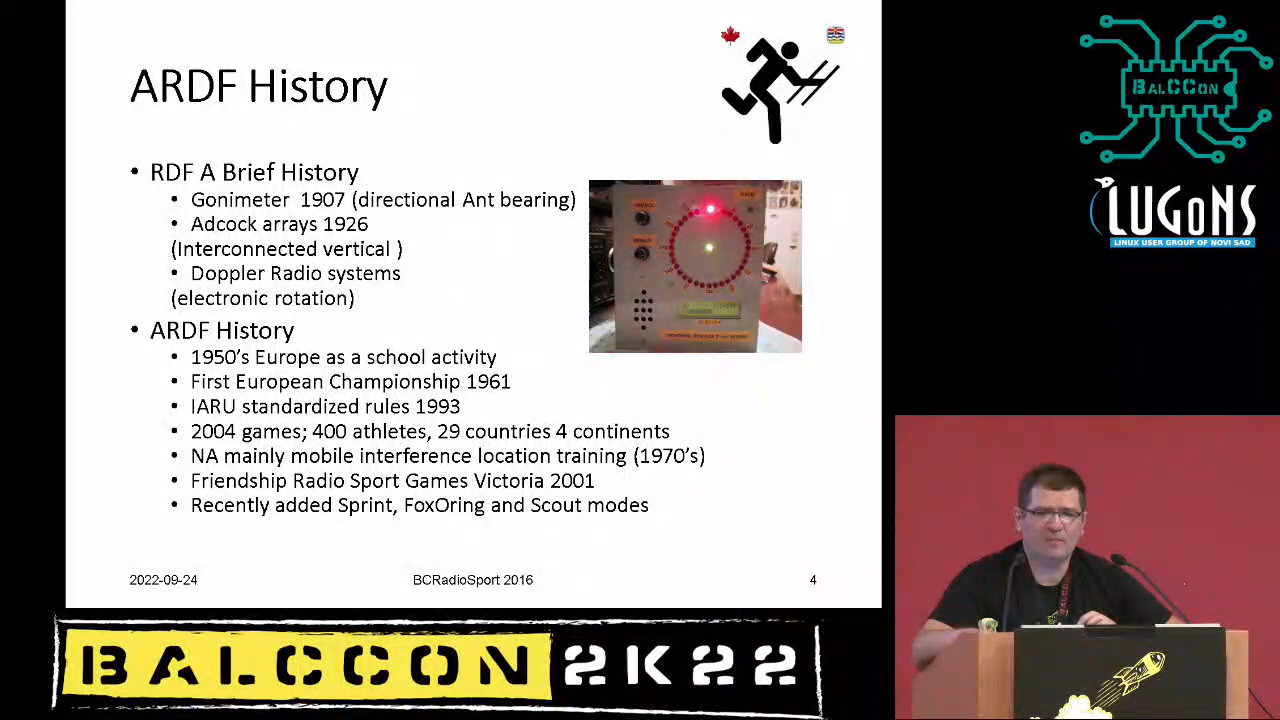 ARDF History
• RDF A Brief History
• Gonimeter 1907 (directional Ant bearing)
• Adcock arrays 1926
(Interconnected vertical )
• Doppler Radio systems
(electronic rotation)
• ARDF History
• 1950's Europe as a school activity
• First European Championship 1961
• IARU standardized rules 1993
• 2004 games; 400 athletes, 29 countries 4 continents
• NA mainly mobile interference location training (1970's)
• Friendship Radio Sport Games Victoria 2001
• Recently added Sprint, FoxOring and Scout modes
2022-09-24
BCRadioSport 2016
4
BALCCON
LUGONS
LINUX USER GROUP OF NOVI SAD
BALCCON 2K22